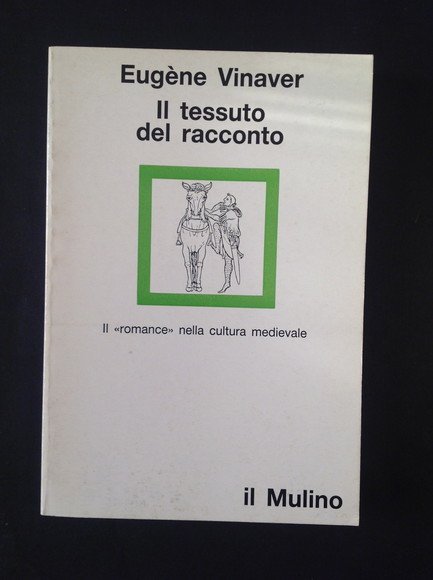 Eugène Vinaver
Il tessuto
del racconto
Il «romance» nella cultura medievale
il Mulino